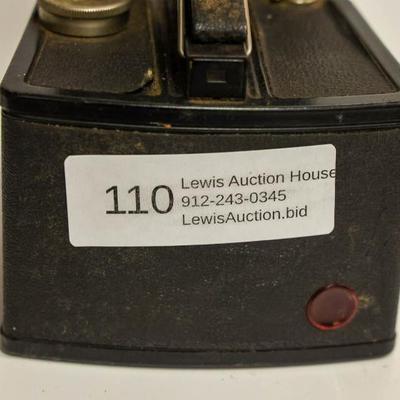 110
Lewis Auction House
912-243-0345
LewisAuction.bid